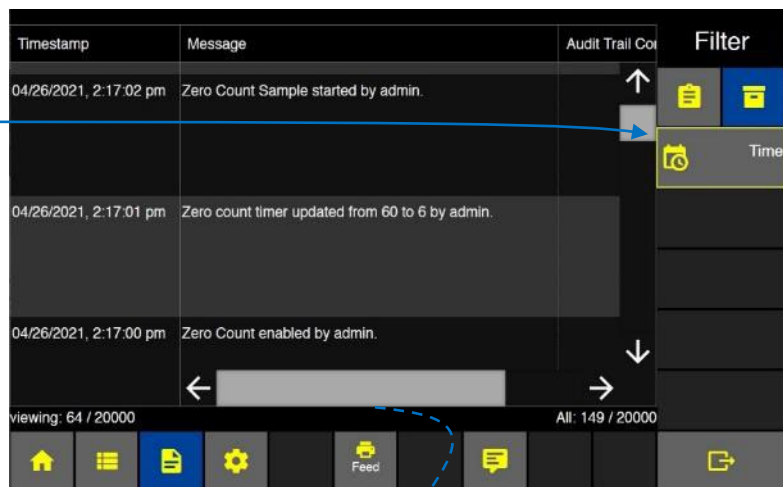 Timestamp Message Audit Trail Cor Filter
04/26/2021, 2:17:02 pm Zero Count Sample started by admin.
Time
04/26/2021, 2:17:01 pm Zero count timer updated from 60 to 6 by admin.
04/26/2021, 2:17:00 pm Zero Count enabled by admin.
viewing: 64 / 20000 All: 149 / 20000
Feed